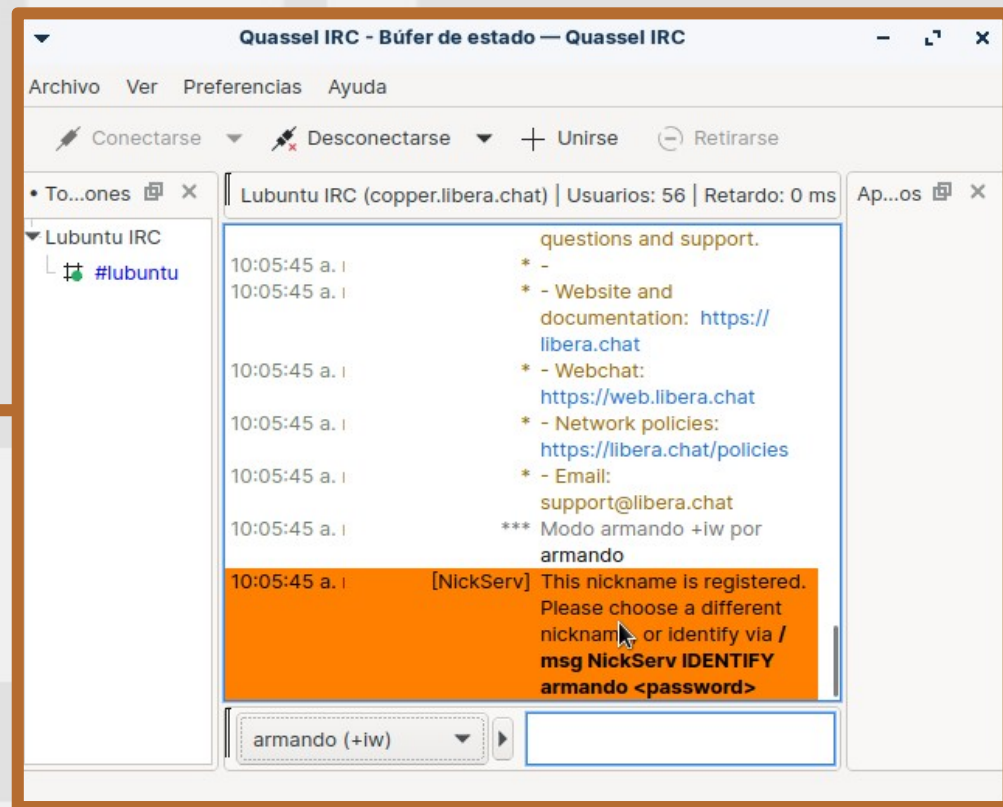 Quassel IRC - Búfer de estado — Quassel IRC
Archivo Ver Preferencias Ayuda
Conectarse Desconectarse Unirse Retirarse
• To...ones
Lubuntu IRC (copper.libera.chat) | Usuarios: 56 | Retardo: 0 ms
Ap...os
Lubuntu IRC
#lubuntu
questions and support.
10:05:45 a. * -
10:05:45 a. * - Website and
documentation: https://
libera.chat
10:05:45 a. * - Webchat:
https://web.libera.chat
10:05:45 a. * - Network policies:
https://libera.chat/policies
10:05:45 a. * - Email:
support@libera.chat
10:05:45 a. *** Modo armando +iw por
armando
10:05:45 a. [NickServ] This nickname is registered.
Please choose a different
nickname, or identify via /
msg NickServ IDENTIFY
armando <password>
armando (+iw)